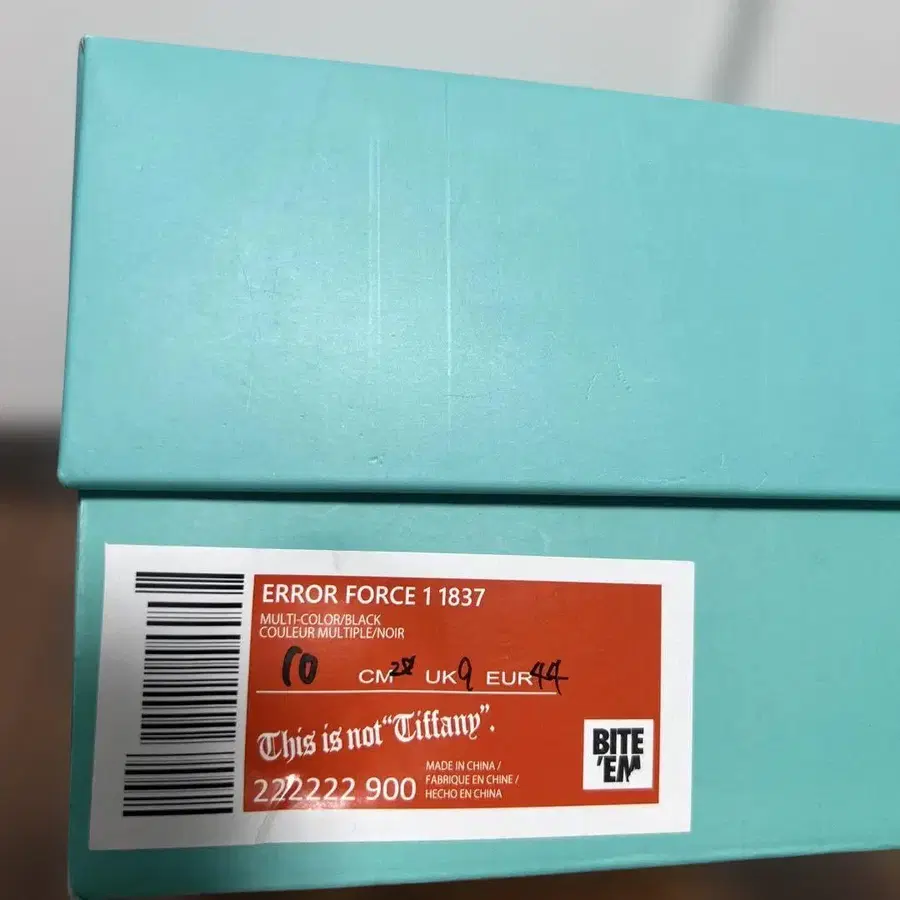 ERROR FORCE 1 1837
MULTI-COLOR/BLACK
COULEUR MULTIPLE/NOIR
10 CM 28 UK 9 EUR 44
This is not "Tiffany".
222222 900
MADE IN CHINA /
FABRIQUE EN CHINE /
HECHO EN CHINA
BITE
'EM